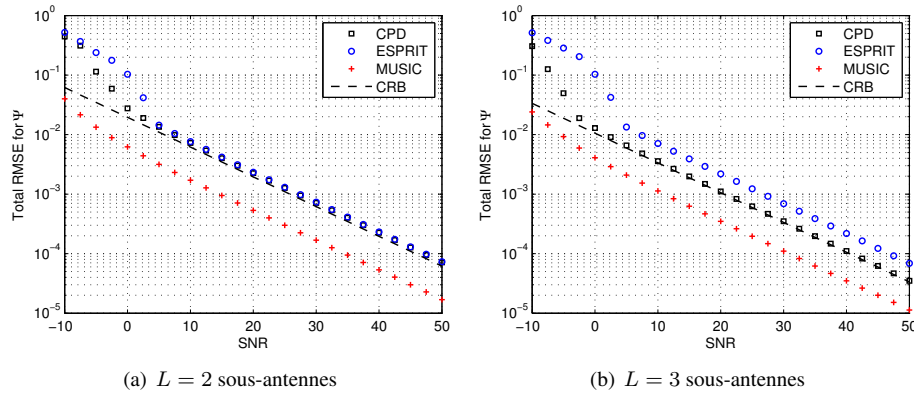 10^0
10^-1
10^-2
10^-3
10^-4
10^-5
Total RMSE for Ψ
CPD
ESPRIT
MUSIC
CRB
−10 0 10 20 30 40 50
SNR
(a) L = 2 sous-antennes
10^0
10^-1
10^-2
10^-3
10^-4
10^-5
Total RMSE for Ψ
CPD
ESPRIT
MUSIC
CRB
−10 0 10 20 30 40 50
SNR
(b) L = 3 sous-antennes